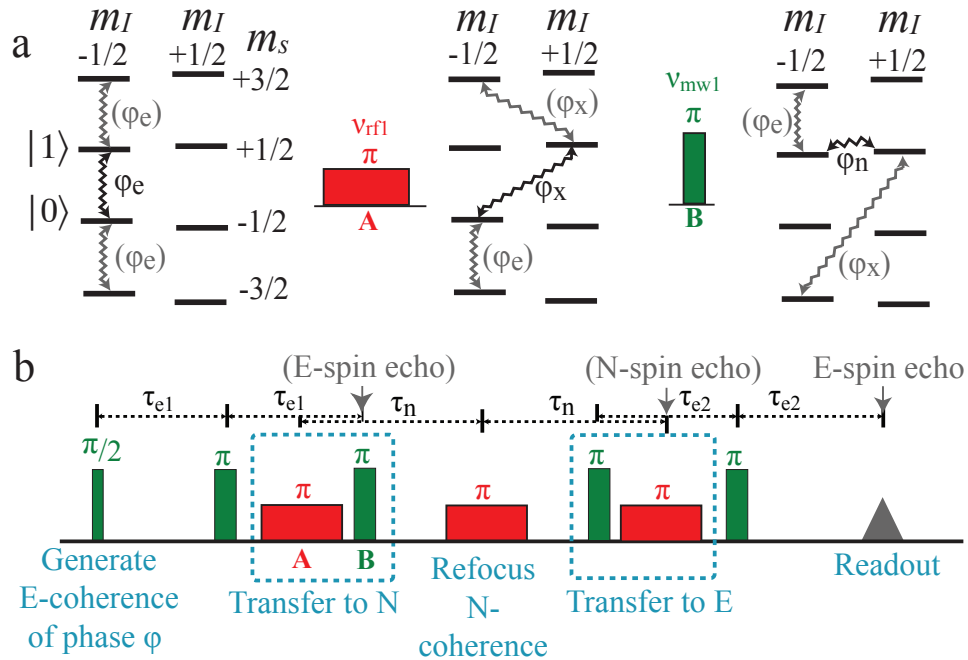 a
m_I m_I m_s
-1/2 +1/2
+3/2
(φe)
|1⟩ +1/2
φe
|0⟩ -1/2
(φe)
-3/2
νrf1
π
A
m_I m_I
-1/2 +1/2
(φx)
φx
(φe)
νmw1
π
B
m_I m_I
-1/2 +1/2
(φe)
φn
(φx)
b
(E-spin echo) (N-spin echo) E-spin echo
τe1 τe1 τn τn τe2 τe2
π/2 π π π π π π π
A B
Generate
E-coherence
of phase φ
Transfer to N
Refocus
N-
coherence
Transfer to E
Readout